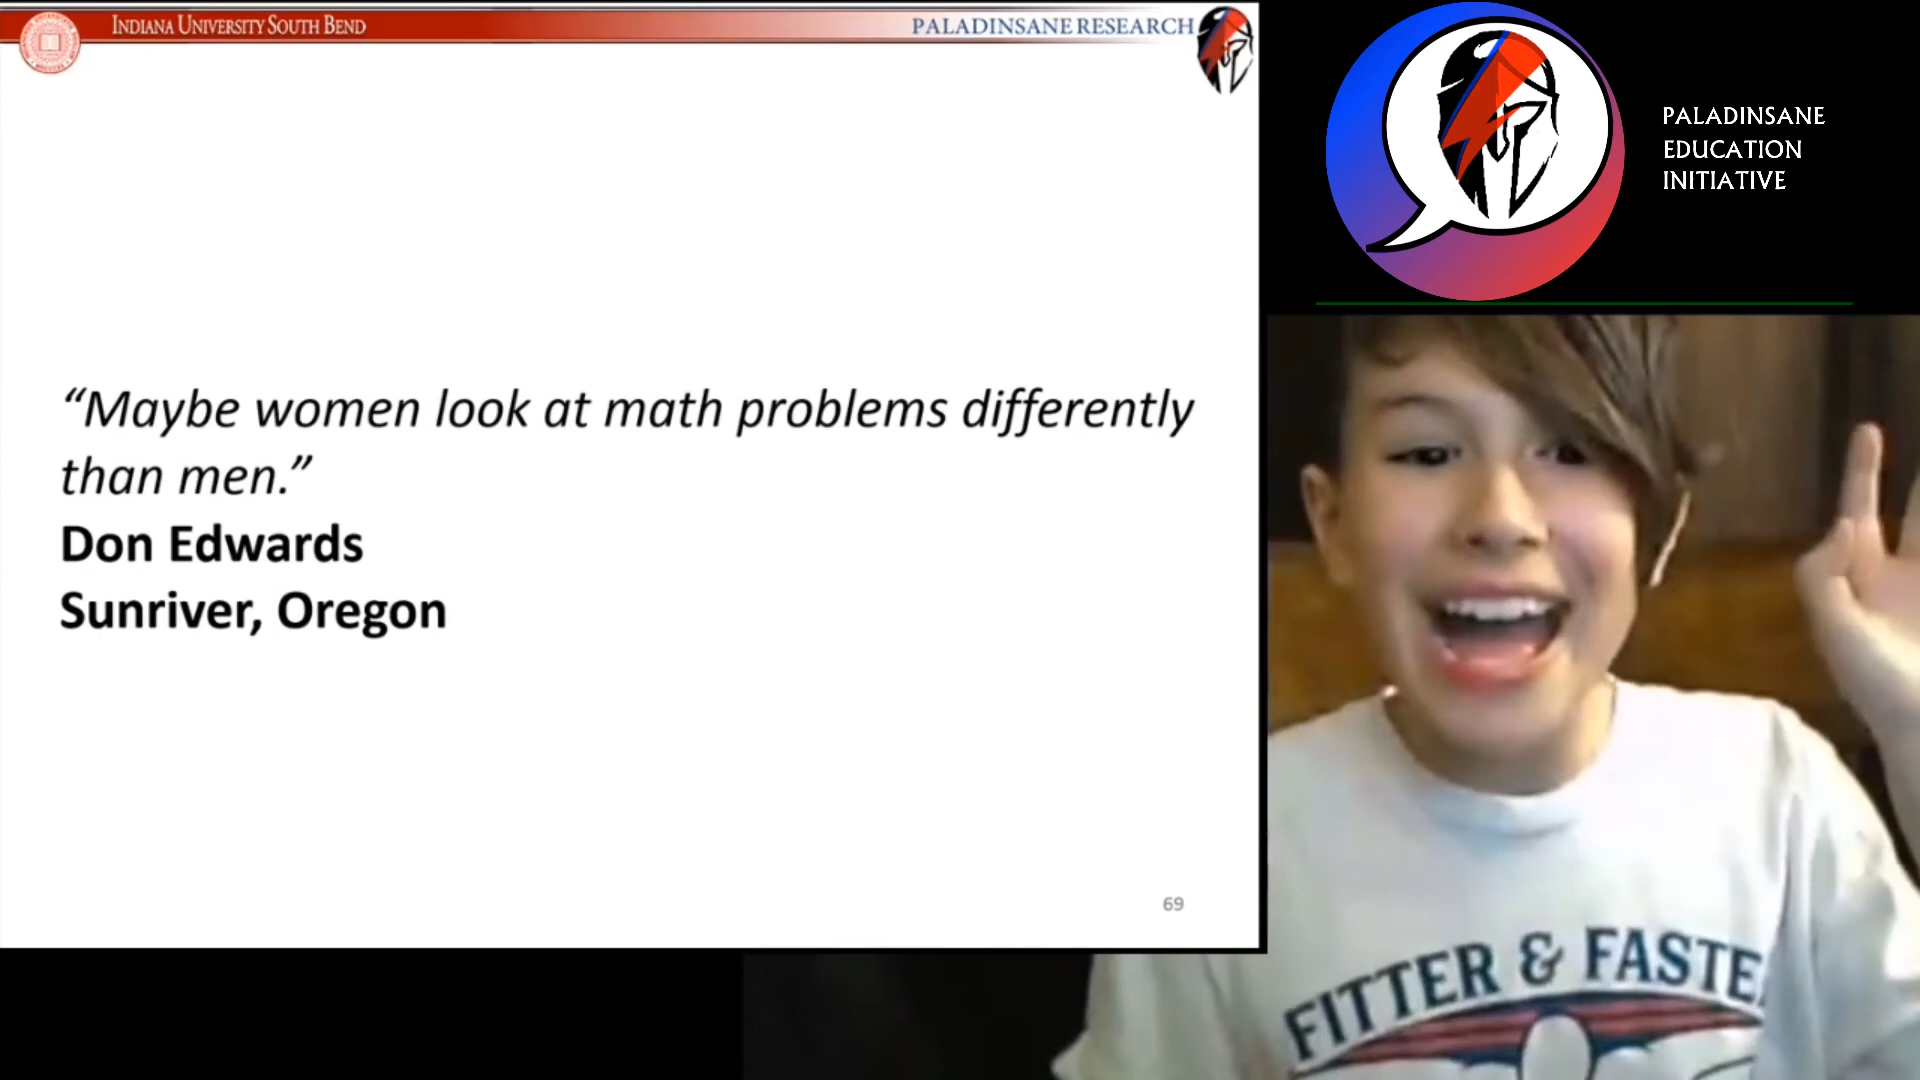 INDIANA UNIVERSITY SOUTH BEND
PALADINSANE RESEARCH
“Maybe women look at math problems differently
than men.”
Don Edwards
Sunriver, Oregon
69
PALADINSANE
EDUCATION
INITIATIVE
FITTER & FASTE